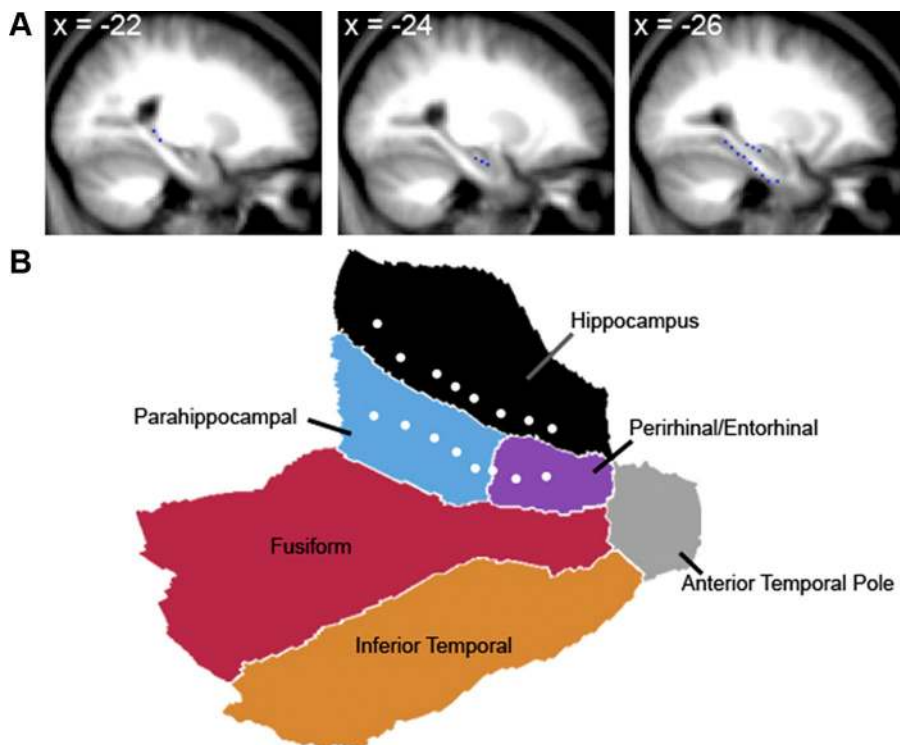 A
x = -22
x = -24
x = -26
B
Hippocampus
Parahippocampal
Perirhinal/Entorhinal
Fusiform
Anterior Temporal Pole
Inferior Temporal